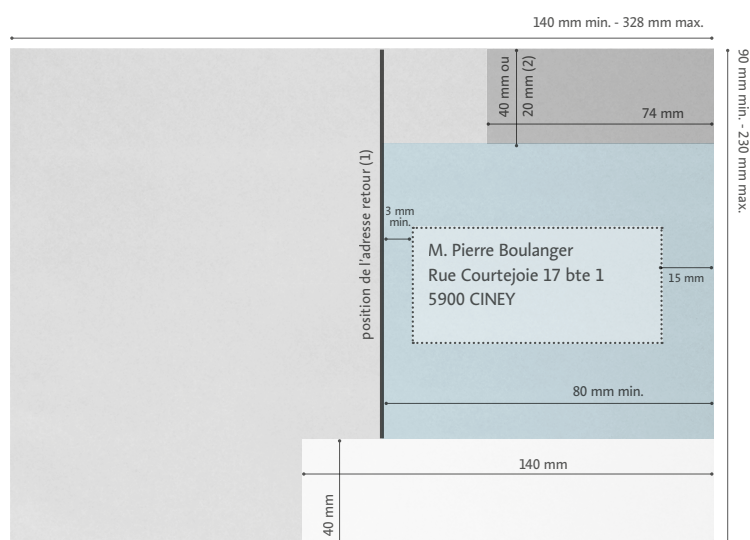 140 mm min. - 328 mm max.
90 mm min. - 230 mm max.
40 mm ou
20 mm (2)
74 mm
position de l'adresse retour (1)
3 mm
min.
M. Pierre Boulanger
Rue Courtejoie 17 bte 1
5900 CINEY
15 mm
80 mm min.
140 mm
40 mm